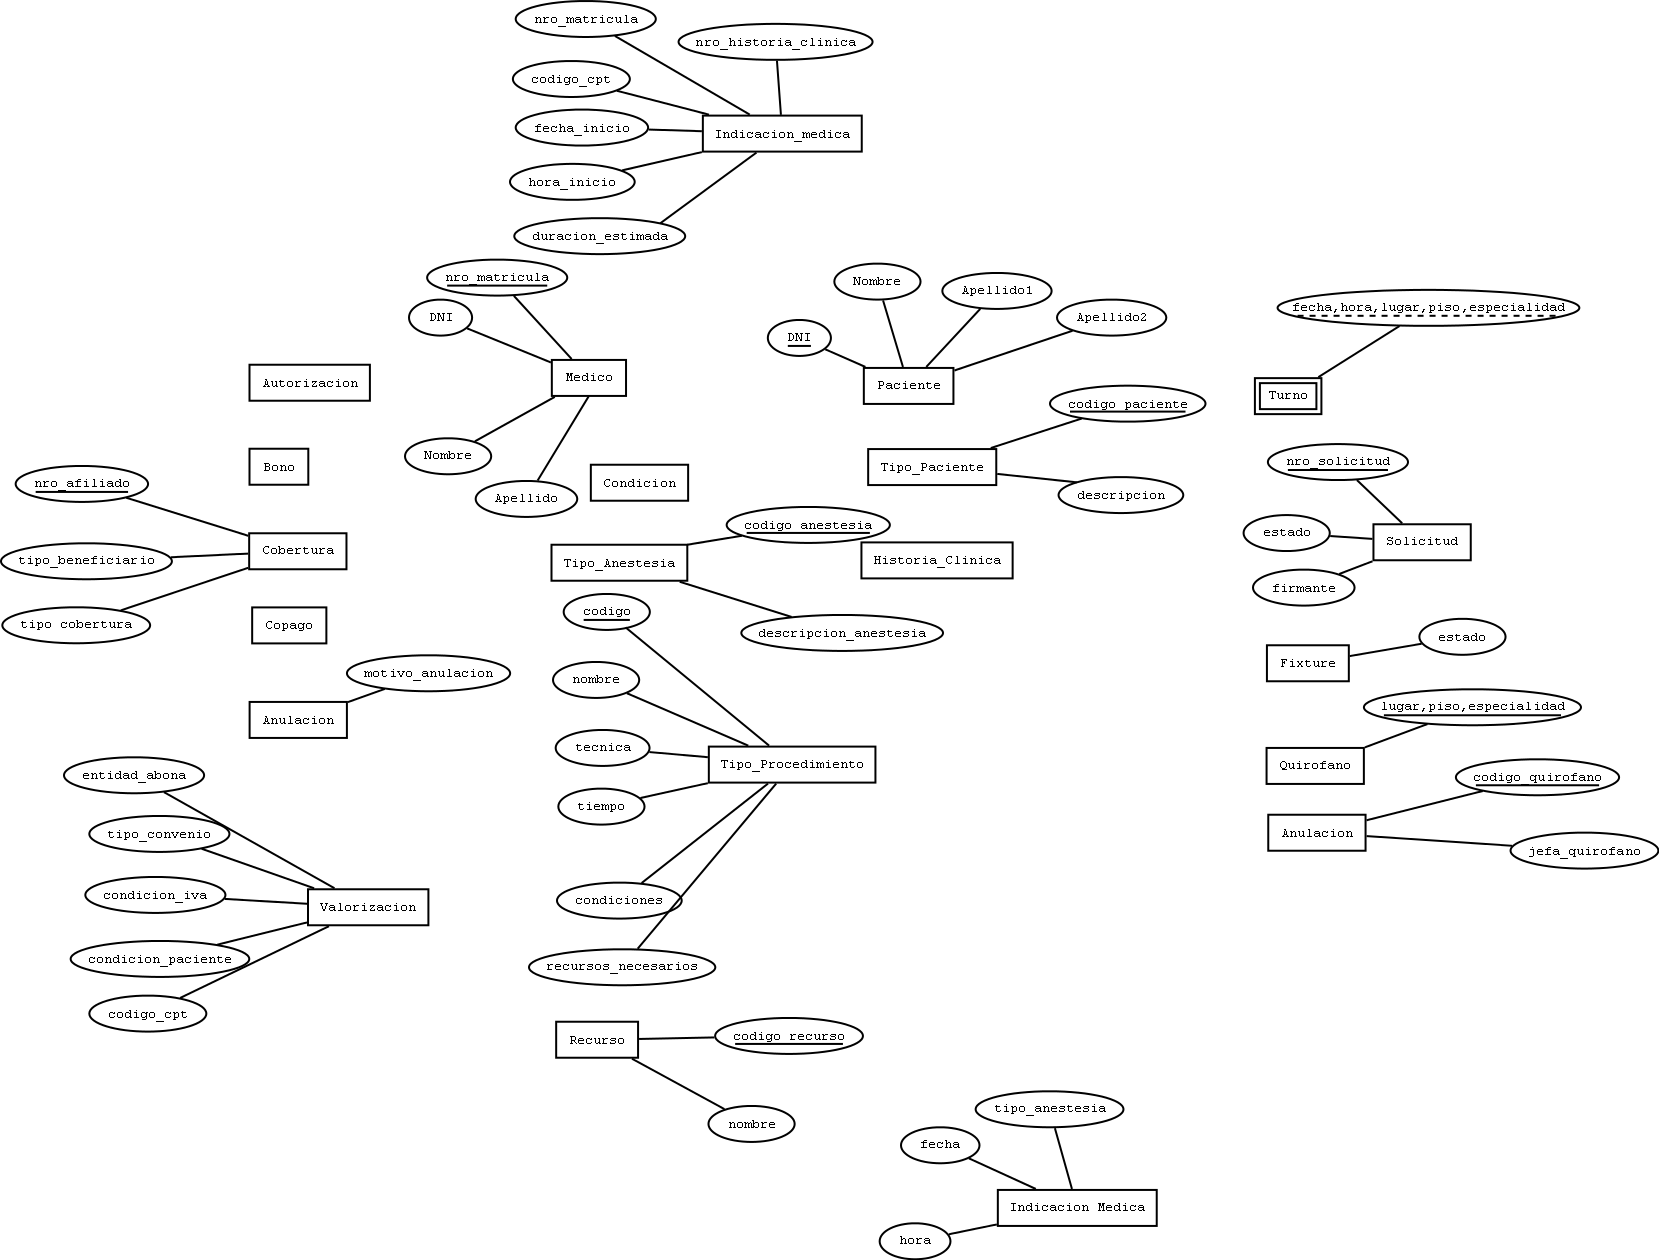 nro_matricula
nro_historia_clinica
codigo_cpt
fecha_inicio
Indicacion_medica
hora_inicio
duracion_estimada
nro_matricula
DNI
Medico
Nombre
Apellido
Nombre
Apellido1
Apellido2
DNI
Paciente
codigo_paciente
Tipo_Paciente
descripcion
fecha,hora,lugar,piso,especialidad
Turno
nro_solicitud
estado
Solicitud
firmante
Autorizacion
Bono
nro_afiliado
Cobertura
tipo_beneficiario
tipo cobertura
Copago
motivo_anulacion
Anulacion
Condicion
codigo_anestesia
Tipo_Anestesia
descripcion_anestesia
Historia_Clinica
codigo
nombre
tecnica
Tipo_Procedimiento
tiempo
condiciones
recursos_necesarios
estado
Fixture
lugar,piso,especialidad
Quirofano
codigo_quirofano
Anulacion
jefa_quirofano
entidad_abona
tipo_convenio
condicion_iva
Valorizacion
condicion_paciente
codigo_cpt
Recurso
codigo_recurso
nombre
tipo_anestesia
fecha
Indicacion Medica
hora